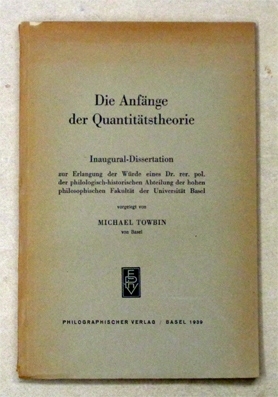 Die Anfänge
der Quantitätstheorie
Inaugural-Dissertation
zur Erlangung der Würde eines Dr. rer. pol.
der philologisch-historischen Abteilung der hohen
philosophischen Fakultät der Universität Basel
vorgelegt von
MICHAEL TOWBIN
von Basel
PHILOGRAPHISCHER VERLAG / BASEL